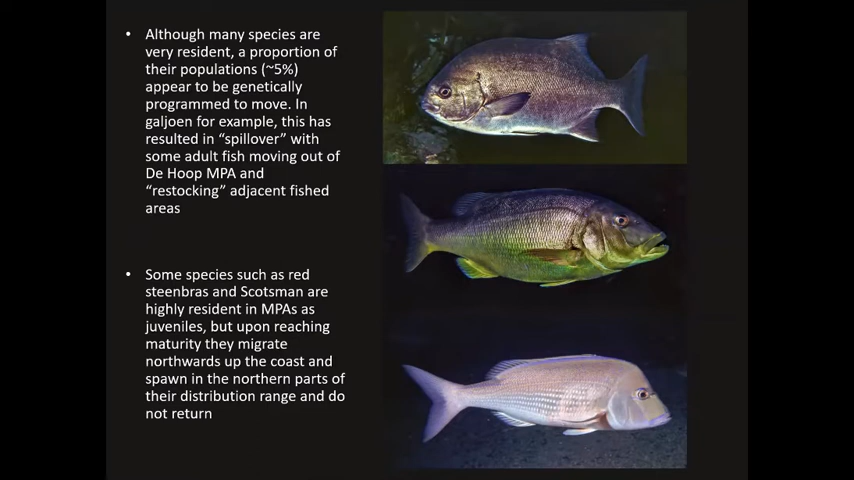 • Although many species are
very resident, a proportion of
their populations (~5%)
appear to be genetically
programmed to move. In
galjoen for example, this has
resulted in “spillover” with
some adult fish moving out of
De Hoop MPA and
“restocking” adjacent fished
areas
• Some species such as red
steenbras and Scotsman are
highly resident in MPAs as
juveniles, but upon reaching
maturity they migrate
northwards up the coast and
spawn in the northern parts of
their distribution range and do
not return